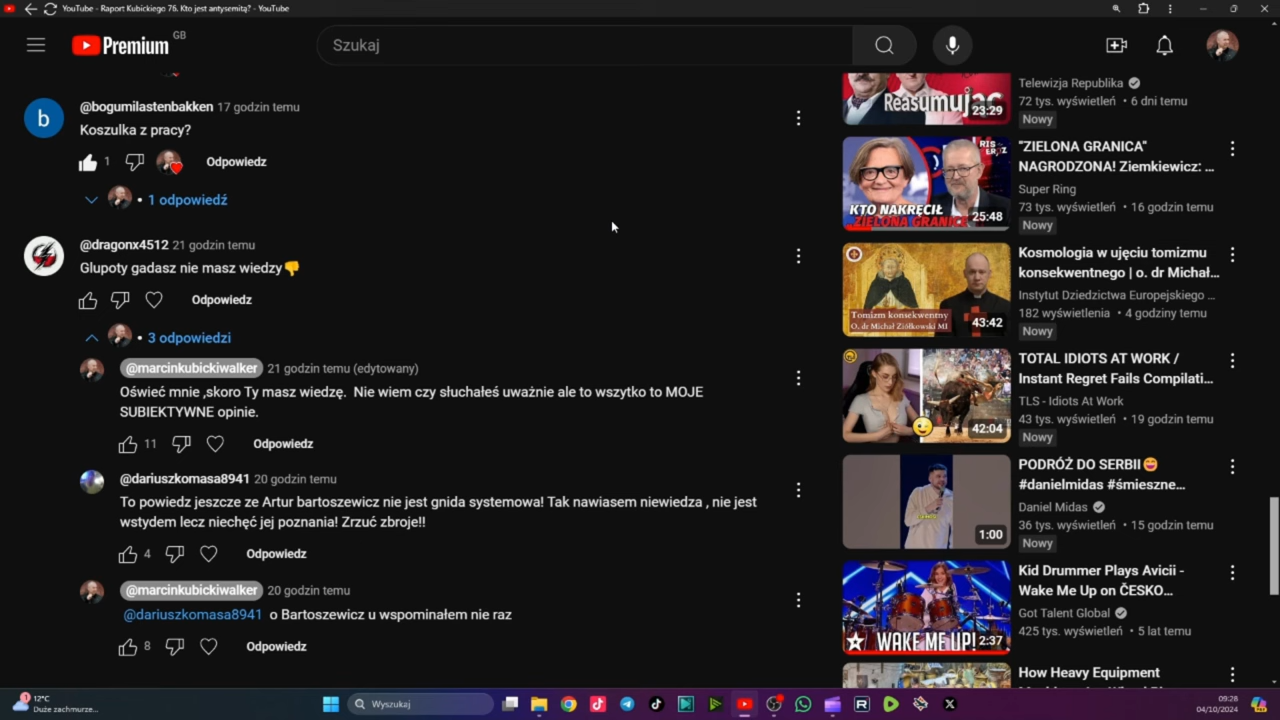 YouTube - Raport Kubickiego 76. Kto jest antysemitą? - YouTube
Premium
GB
Szukaj
@bogumilastenbakken 17 godzin temu
Koszulka z pracy?
1
Odpowiedz
1 odpowiedź
@dragonx4512 21 godzin temu
Glupoty gadasz nie masz wiedzy👎
Odpowiedz
3 odpowiedzi
@marcinkubickiwalker 21 godzin temu (edytowany)
Oświeć mnie ,skoro Ty masz wiedzę. Nie wiem czy słuchałeś uważnie ale to wszytko to MOJE
SUBIEKTYWNE opinie.
11
Odpowiedz
@dariuszkomasa8941 20 godzin temu
To powiedz jeszcze ze Artur bartoszewicz nie jest gnida systemowa! Tak nawiasem niewiedza , nie jest
wstydem lecz niechęć jej poznania! Zrzuć zbroje!!
4
Odpowiedz
@marcinkubickiwalker 20 godzin temu
@dariuszkomasa8941 o Bartoszewicz u wspominałem nie raz
8
Odpowiedz
Reasumując
23:29
Telewizja Republika
72 tys. wyświetleń • 6 dni temu
Nowy
KTO NAKRĘCIŁ
ZIELONĄ GRANICĘ
25:48
"ZIELONA GRANICA"
NAGRODZONA! Ziemkiewicz: ...
Super Ring
73 tys. wyświetleń • 16 godzin temu
Nowy
Tomizm konsekwentny
O. dr Michał Ziółkowski MI
43:42
Kosmologia w ujęciu tomizmu
konsekwentnego | o. dr Michał...
Instytut Dziedzictwa Europejskiego ...
182 wyświetlenia • 4 godziny temu
Nowy
42:04
TOTAL IDIOTS AT WORK /
Instant Regret Fails Compilati...
TLS - Idiots At Work
43 tys. wyświetleń • 19 godzin temu
Nowy
1:00
PODRÓŻ DO SERBII😄
#danielmidas #śmieszne...
Daniel Midas
36 tys. wyświetleń • 15 godzin temu
Nowy
WAKE ME UP!
2:37
Kid Drummer Plays Avicii -
Wake Me Up on ČESKO...
Got Talent Global
425 tys. wyświetleń • 5 lat temu
How Heavy Equipment
1
12°C
Duże zachmurze...
Wyszukaj
09:28
04/10/2024